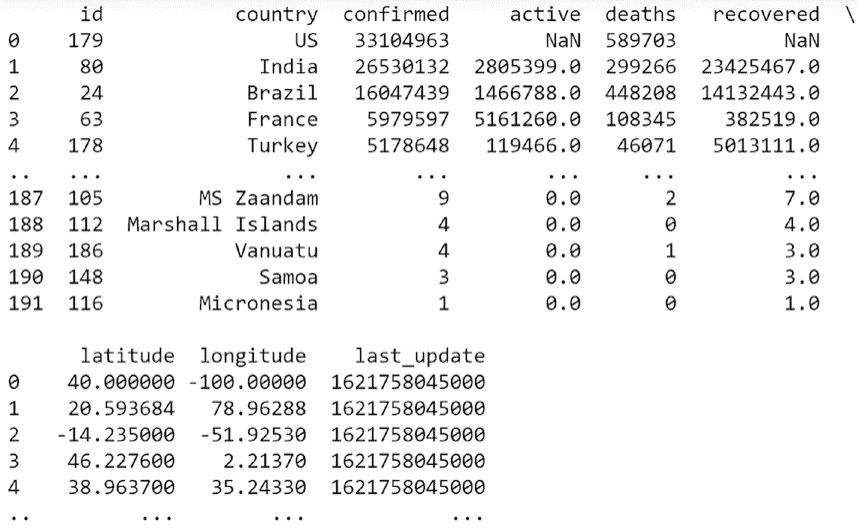 id country confirmed active deaths recovered \
0 179 US 33104963 NaN 589703 NaN
1 80 India 26530132 2805399.0 299266 23425467.0
2 24 Brazil 16047439 1466788.0 448208 14132443.0
3 63 France 5979597 5161260.0 108345 382519.0
4 178 Turkey 5178648 119466.0 46071 5013111.0
.. ... ... ... ... ... ...
187 105 MS Zaandam 9 0.0 2 7.0
188 112 Marshall Islands 4 0.0 0 4.0
189 186 Vanuatu 4 0.0 1 3.0
190 148 Samoa 3 0.0 0 3.0
191 116 Micronesia 1 0.0 0 1.0
latitude longitude last_update
0 40.000000 -100.00000 1621758045000
1 20.593684 78.96288 1621758045000
2 -14.235000 -51.92530 1621758045000
3 46.227600 2.21370 1621758045000
4 38.963700 35.24330 1621758045000
.. ... ... ...